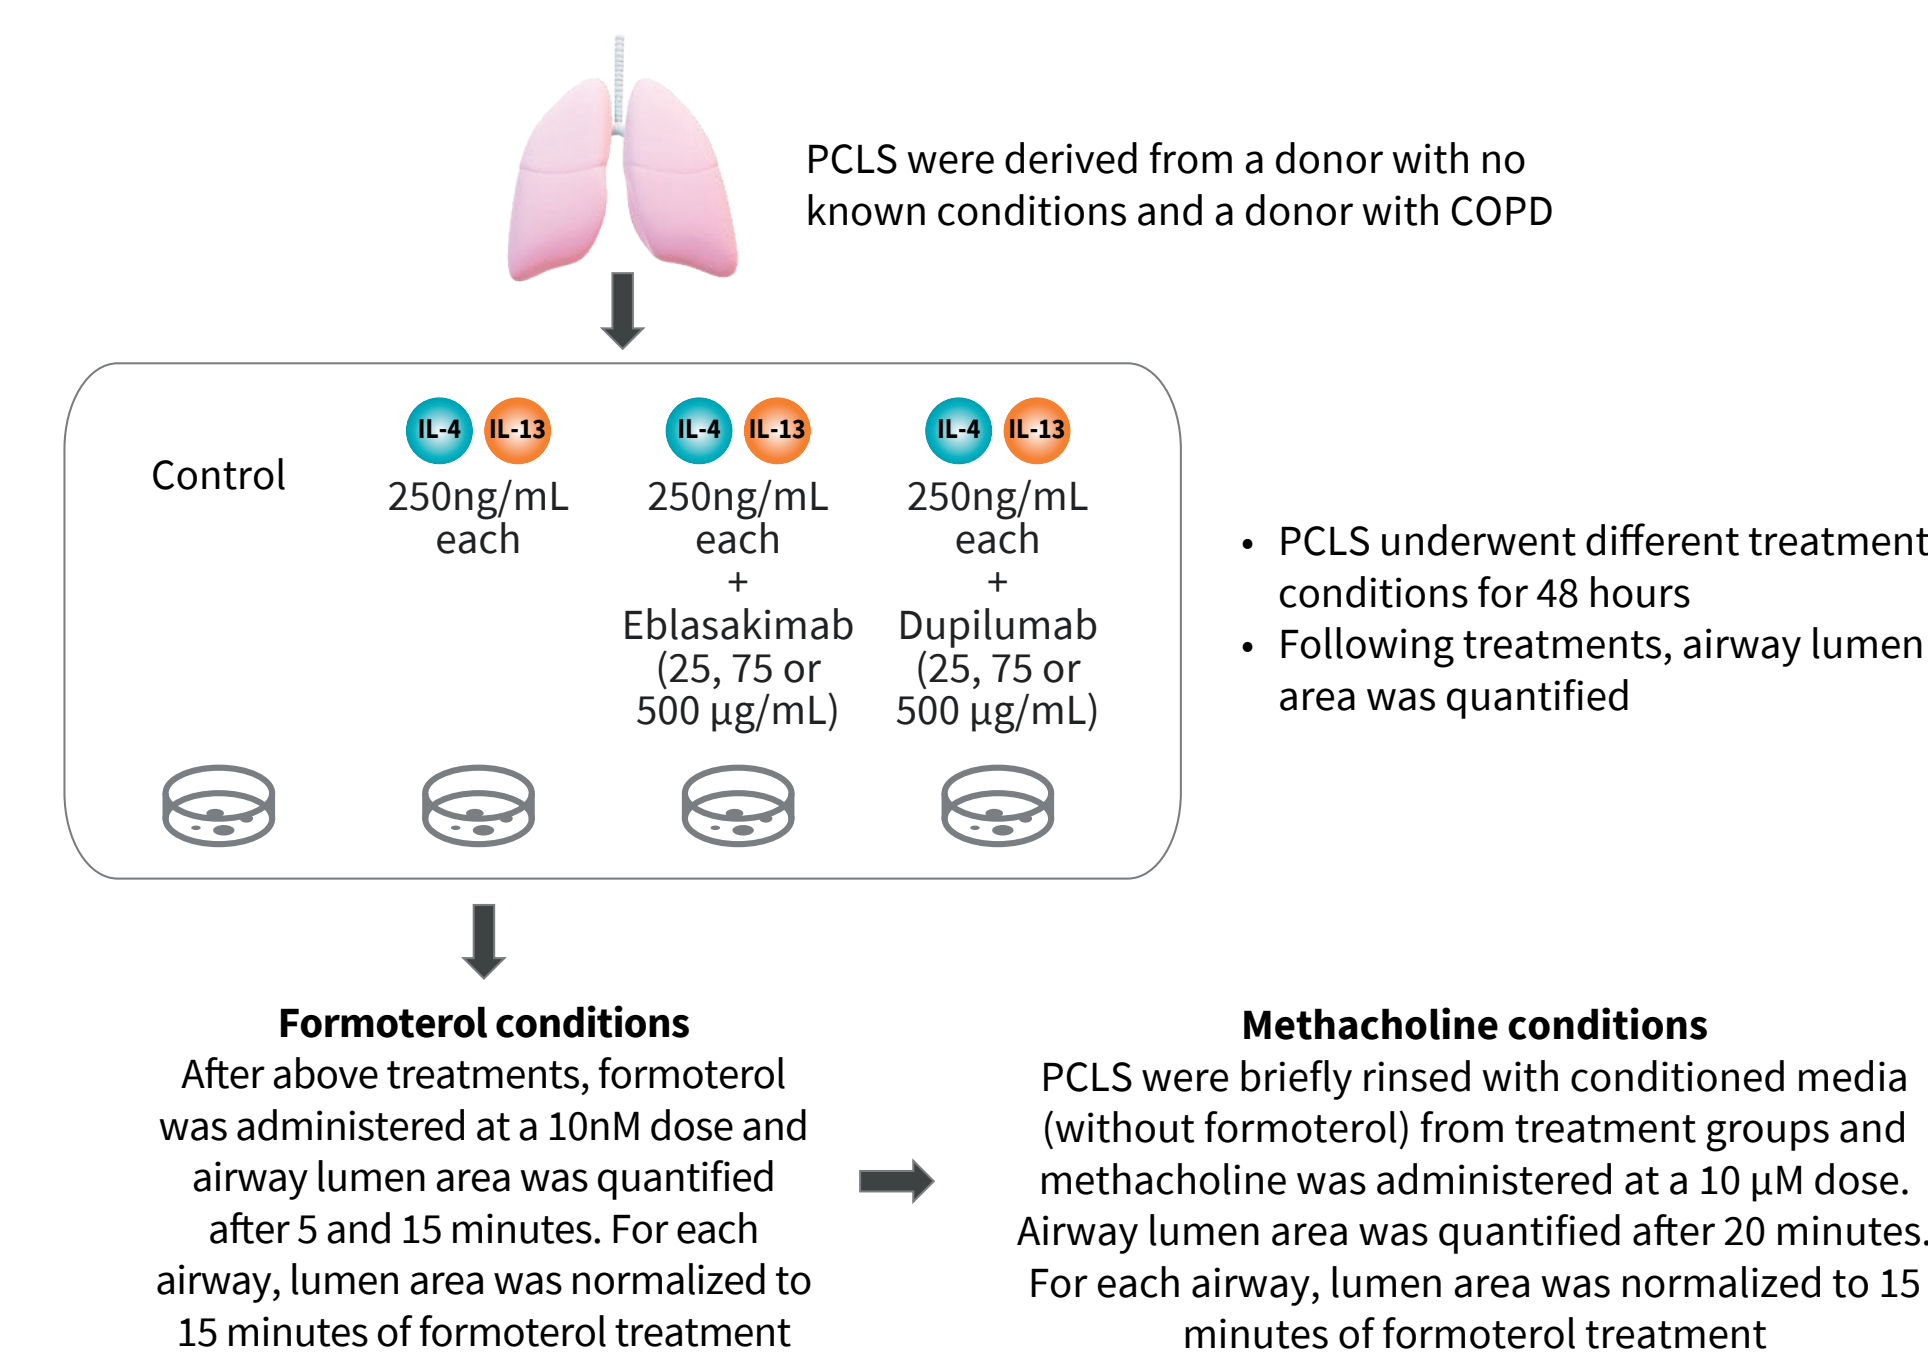 PCLS were derived from a donor with no
known conditions and a donor with COPD
Control
IL-4 IL-13
250ng/mL
each
IL-4 IL-13
250ng/mL
each
+
Eblasakimab
(25, 75 or
500 µg/mL)
IL-4 IL-13
250ng/mL
each
+
Dupilumab
(25, 75 or
500 µg/mL)
• PCLS underwent different treatment
conditions for 48 hours
• Following treatments, airway lumen
area was quantified
Formoterol conditions
After above treatments, formoterol
was administered at a 10nM dose and
airway lumen area was quantified
after 5 and 15 minutes. For each
airway, lumen area was normalized to
15 minutes of formoterol treatment
Methacholine conditions
PCLS were briefly rinsed with conditioned media
(without formoterol) from treatment groups and
methacholine was administered at a 10 µM dose.
Airway lumen area was quantified after 20 minutes.
For each airway, lumen area was normalized to 15
minutes of formoterol treatment